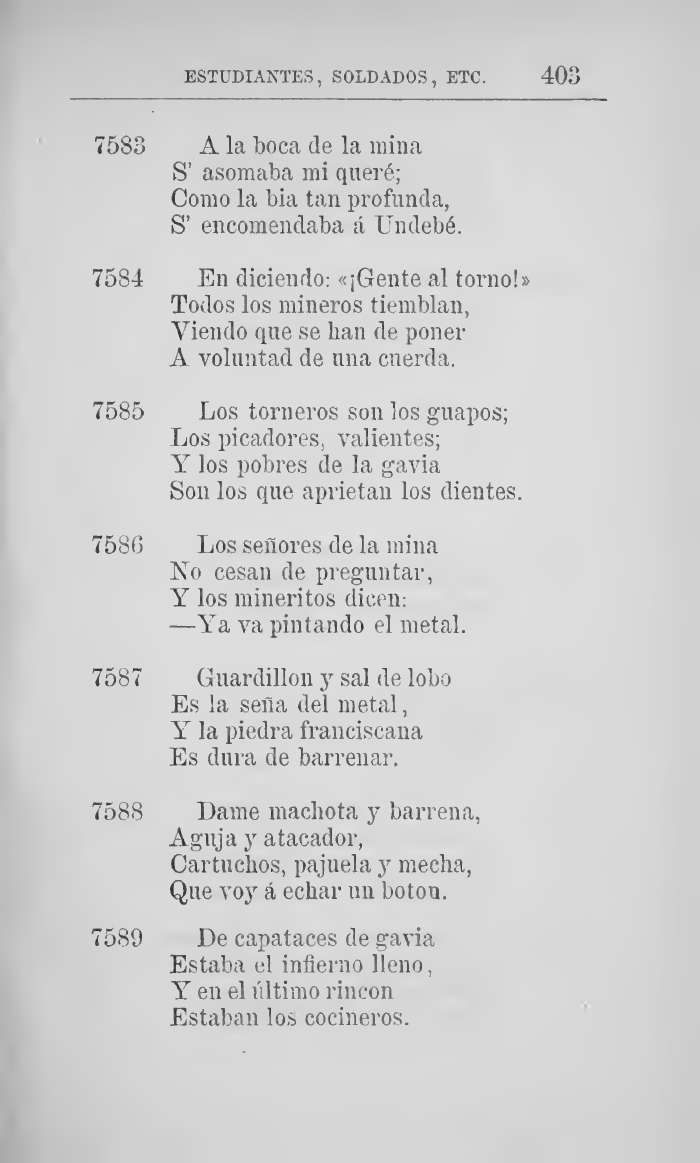 ESTUDIANTES, SOLDADOS, ETC. 403
7583 A la boca de la mina
S' asomaba mi queré;
Como la bia tan profunda,
S' encomendaba á Undebé.
7584 En diciendo: «¡Gente al torno!»
Todos los mineros tiemblan,
Viendo que se han de poner
A voluntad de una cuerda.
7585 Los torneros son los guapos;
Los picadores, valientes;
Y los pobres de la gavia
Son los que aprietan los dientes.
7586 Los señores de la mina
No cesan de preguntar,
Y los mineritos dicen:
—Ya va pintando el metal.
7587 Guardillon y sal de lobo
Es la seña del metal,
Y la piedra franciscana
Es dura de barrenar.
7588 Dame machota y barrena,
Aguja y atacador,
Cartuchos, pajuela y mecha,
Que voy á echar un boton.
7589 De capataces de gavia
Estaba el infierno lleno,
Y en el último rincon
Estaban los cocineros.